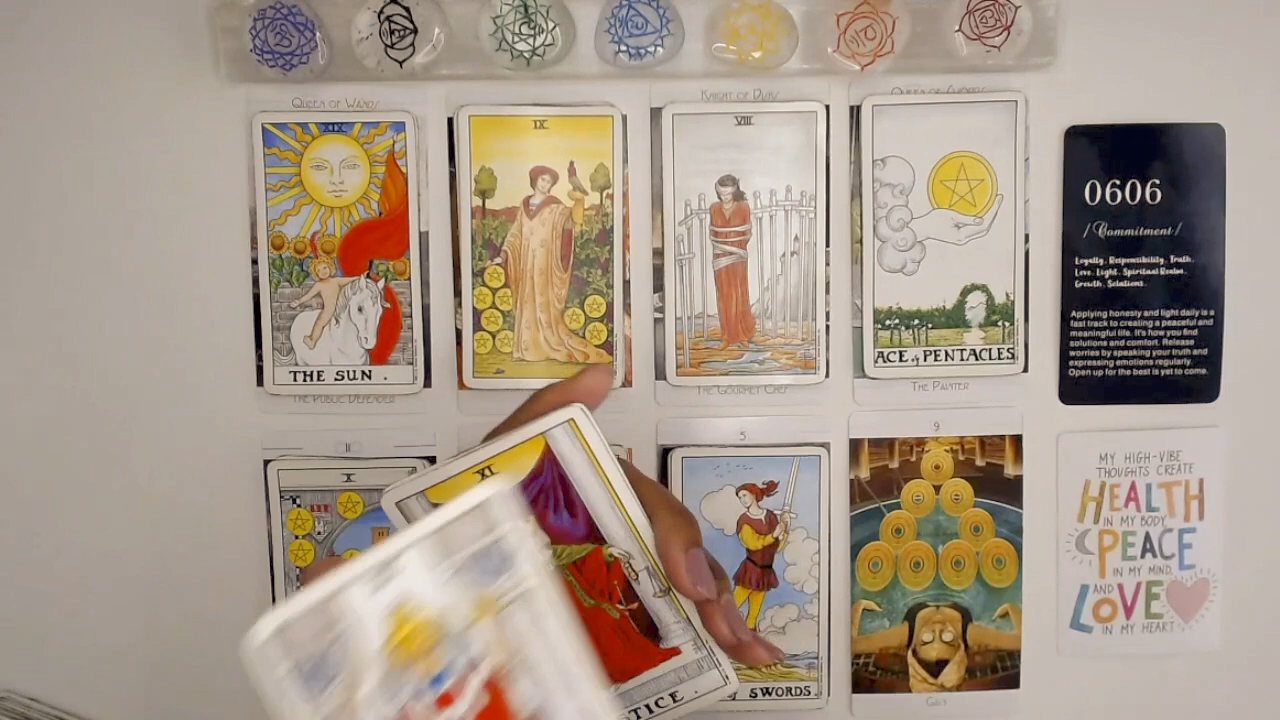 QUEEN OF WANDS
KNIGHT OF CUPS
QUEEN OF SWORDS
XIX
IX
VIII
THE SUN.
ACE of PENTACLES
THE PUBLIC DEFENDER
THE GOURMET CHEF
THE PAINTER
0606
/ Commitment /
Loyalty. Responsibility. Truth.
Love. Light. Spiritual Realm.
Growth. Solutions.
Applying honesty and light daily is a
fast track to creating a peaceful and
meaningful life. It's how you find
solutions and comfort. Release
worries by speaking your truth and
expressing emotions regularly.
Open up for the best is yet to come.
X
XI
TICE.
5
of SWORDS.
9
MY HIGH-VIBE
THOUGHTS CREATE
HEALTH
IN MY BODY,
PEACE
IN MY MIND,
AND
LOVE
IN MY HEART